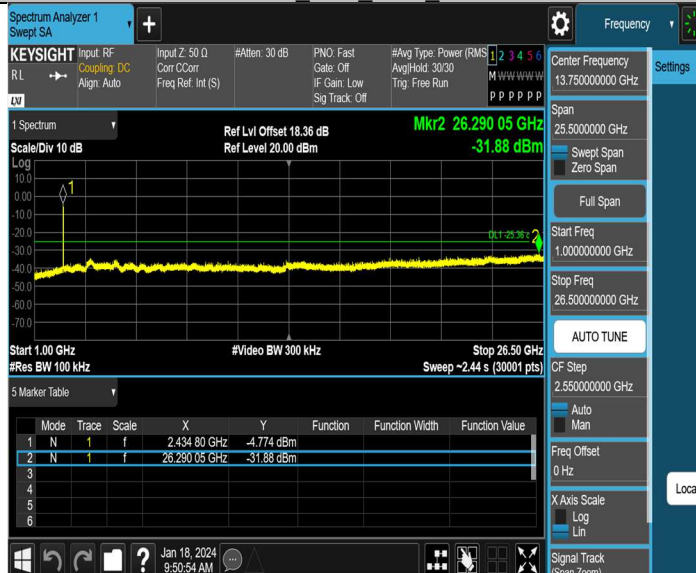 Spectrum Analyzer 1
Swept SA
Frequency
KEYSIGHT
RL
LXI
Input: RF
Coupling: DC
Align: Auto
Input Z: 50 Ω
Corr CCorr
Freq Ref: Int (S)
#Atten: 30 dB
PNO: Fast
Gate: Off
IF Gain: Low
Sig Track: Off
#Avg Type: Power (RMS
Avg|Hold: 30/30
Trig: Free Run
1 2 3 4 5 6
M W W W W W
P P P P P P
1 Spectrum
Scale/Div 10 dB
Ref Lvl Offset 18.36 dB
Ref Level 20.00 dBm
Mkr2 26.290 05 GHz
-31.88 dBm
Log
10.0
0.00
-10.0
-20.0
-30.0
-40.0
-50.0
-60.0
-70.0
1
DL1 -25.36 c
2
Start 1.00 GHz
#Res BW 100 kHz
#Video BW 300 kHz
Stop 26.50 GHz
Sweep ~2.44 s (30001 pts)
5 Marker Table
Mode Trace Scale X Y Function Function Width Function Value
1 N 1 f 2.434 80 GHz -4.774 dBm
2 N 1 f 26.290 05 GHz -31.88 dBm
3
4
5
6
?
Jan 18, 2024
9:50:54 AM
Center Frequency
13.750000000 GHz
Settings
Span
25.5000000 GHz
Swept Span
Zero Span
Full Span
Start Freq
1.000000000 GHz
Stop Freq
26.500000000 GHz
AUTO TUNE
CF Step
2.550000000 GHz
Auto
Man
Freq Offset
0 Hz
Loca
X Axis Scale
Log
Lin
Signal Track
(Span Zoom)